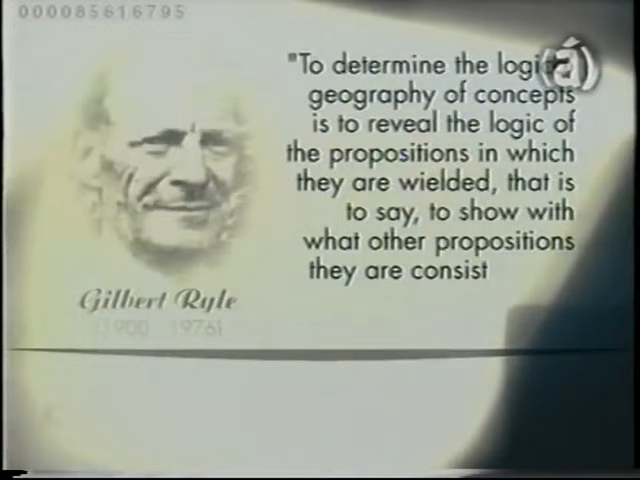 000085616795
"To determine the logi
(á)
geography of concepts
is to reveal the logic of
the propositions in which
they are wielded, that is
to say, to show with
what other propositions
they are consist
Gilbert Ryle
(1900 1976)